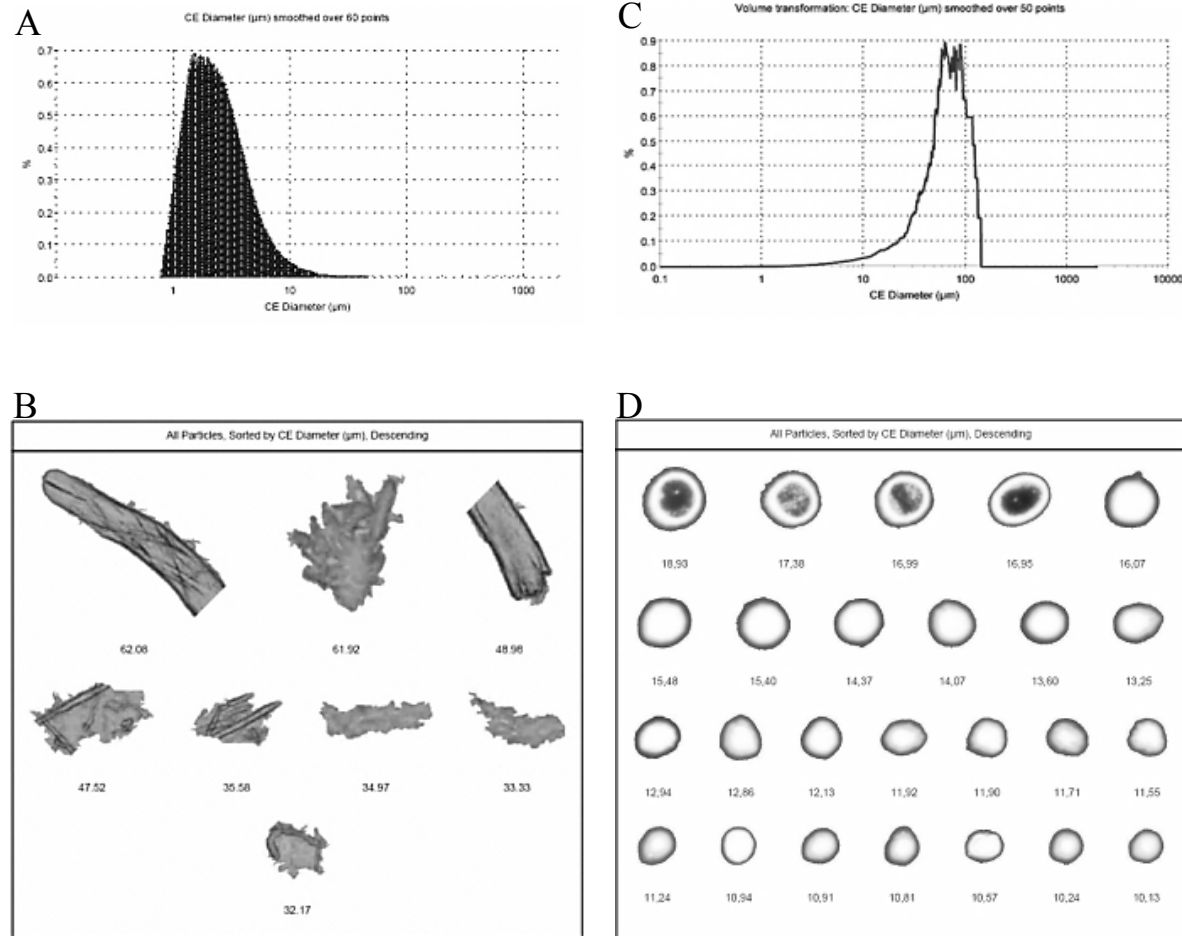 A
CE Diameter (µm) smoothed over 60 points
0.7
0.6
0.5
0.4
0.3
0.2
0.1
0.0
%
1 10 100 1000
CE Diameter (µm)
C
Volume transformation: CE Diameter (µm) smoothed over 50 points
0.9
0.8
0.7
0.6
0.5
0.4
0.3
0.2
0.1
0.0
%
0.1 1 10 100 1000 10000
CE Diameter (µm)
B
All Particles, Sorted by CE Diameter (µm), Descending
62.08 61.92 48.98
47.52 35.58 34.97 33.33
32.17
D
All Particles, Sorted by CE Diameter (µm), Descending
18,93 17,38 16,99 16,95 16,07
15,48 15,40 14,37 14,07 13,60 13,25
12,94 12,86 12,13 11,92 11,90 11,71 11,55
11,24 10,94 10,91 10,81 10,57 10,24 10,13